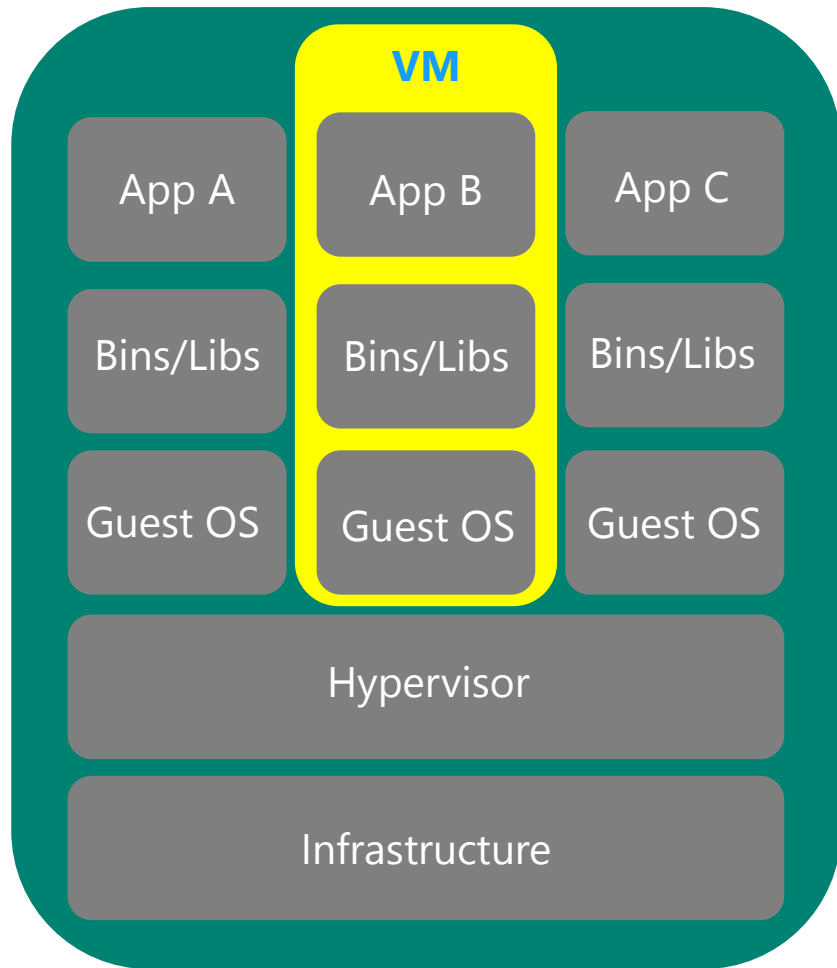 VM
App A
App B
App C
Bins/Libs
Bins/Libs
Bins/Libs
Guest OS
Guest OS
Guest OS
Hypervisor
Infrastructure